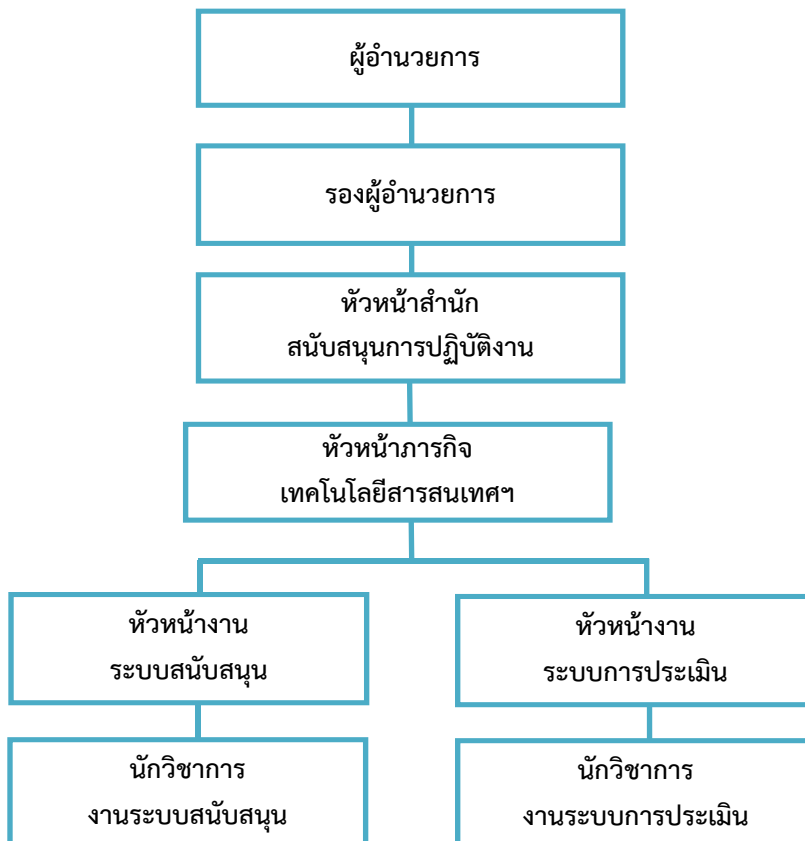 ผู้อำนวยการ
รองผู้อำนวยการ
หัวหน้าสำนัก
สนับสนุนการปฏิบัติงาน
หัวหน้าภารกิจ
เทคโนโลยีสารสนเทศฯ
หัวหน้างาน
ระบบสนับสนุน
หัวหน้างาน
ระบบการประเมิน
นักวิชาการ
งานระบบสนับสนุน
นักวิชาการ
งานระบบการประเมิน